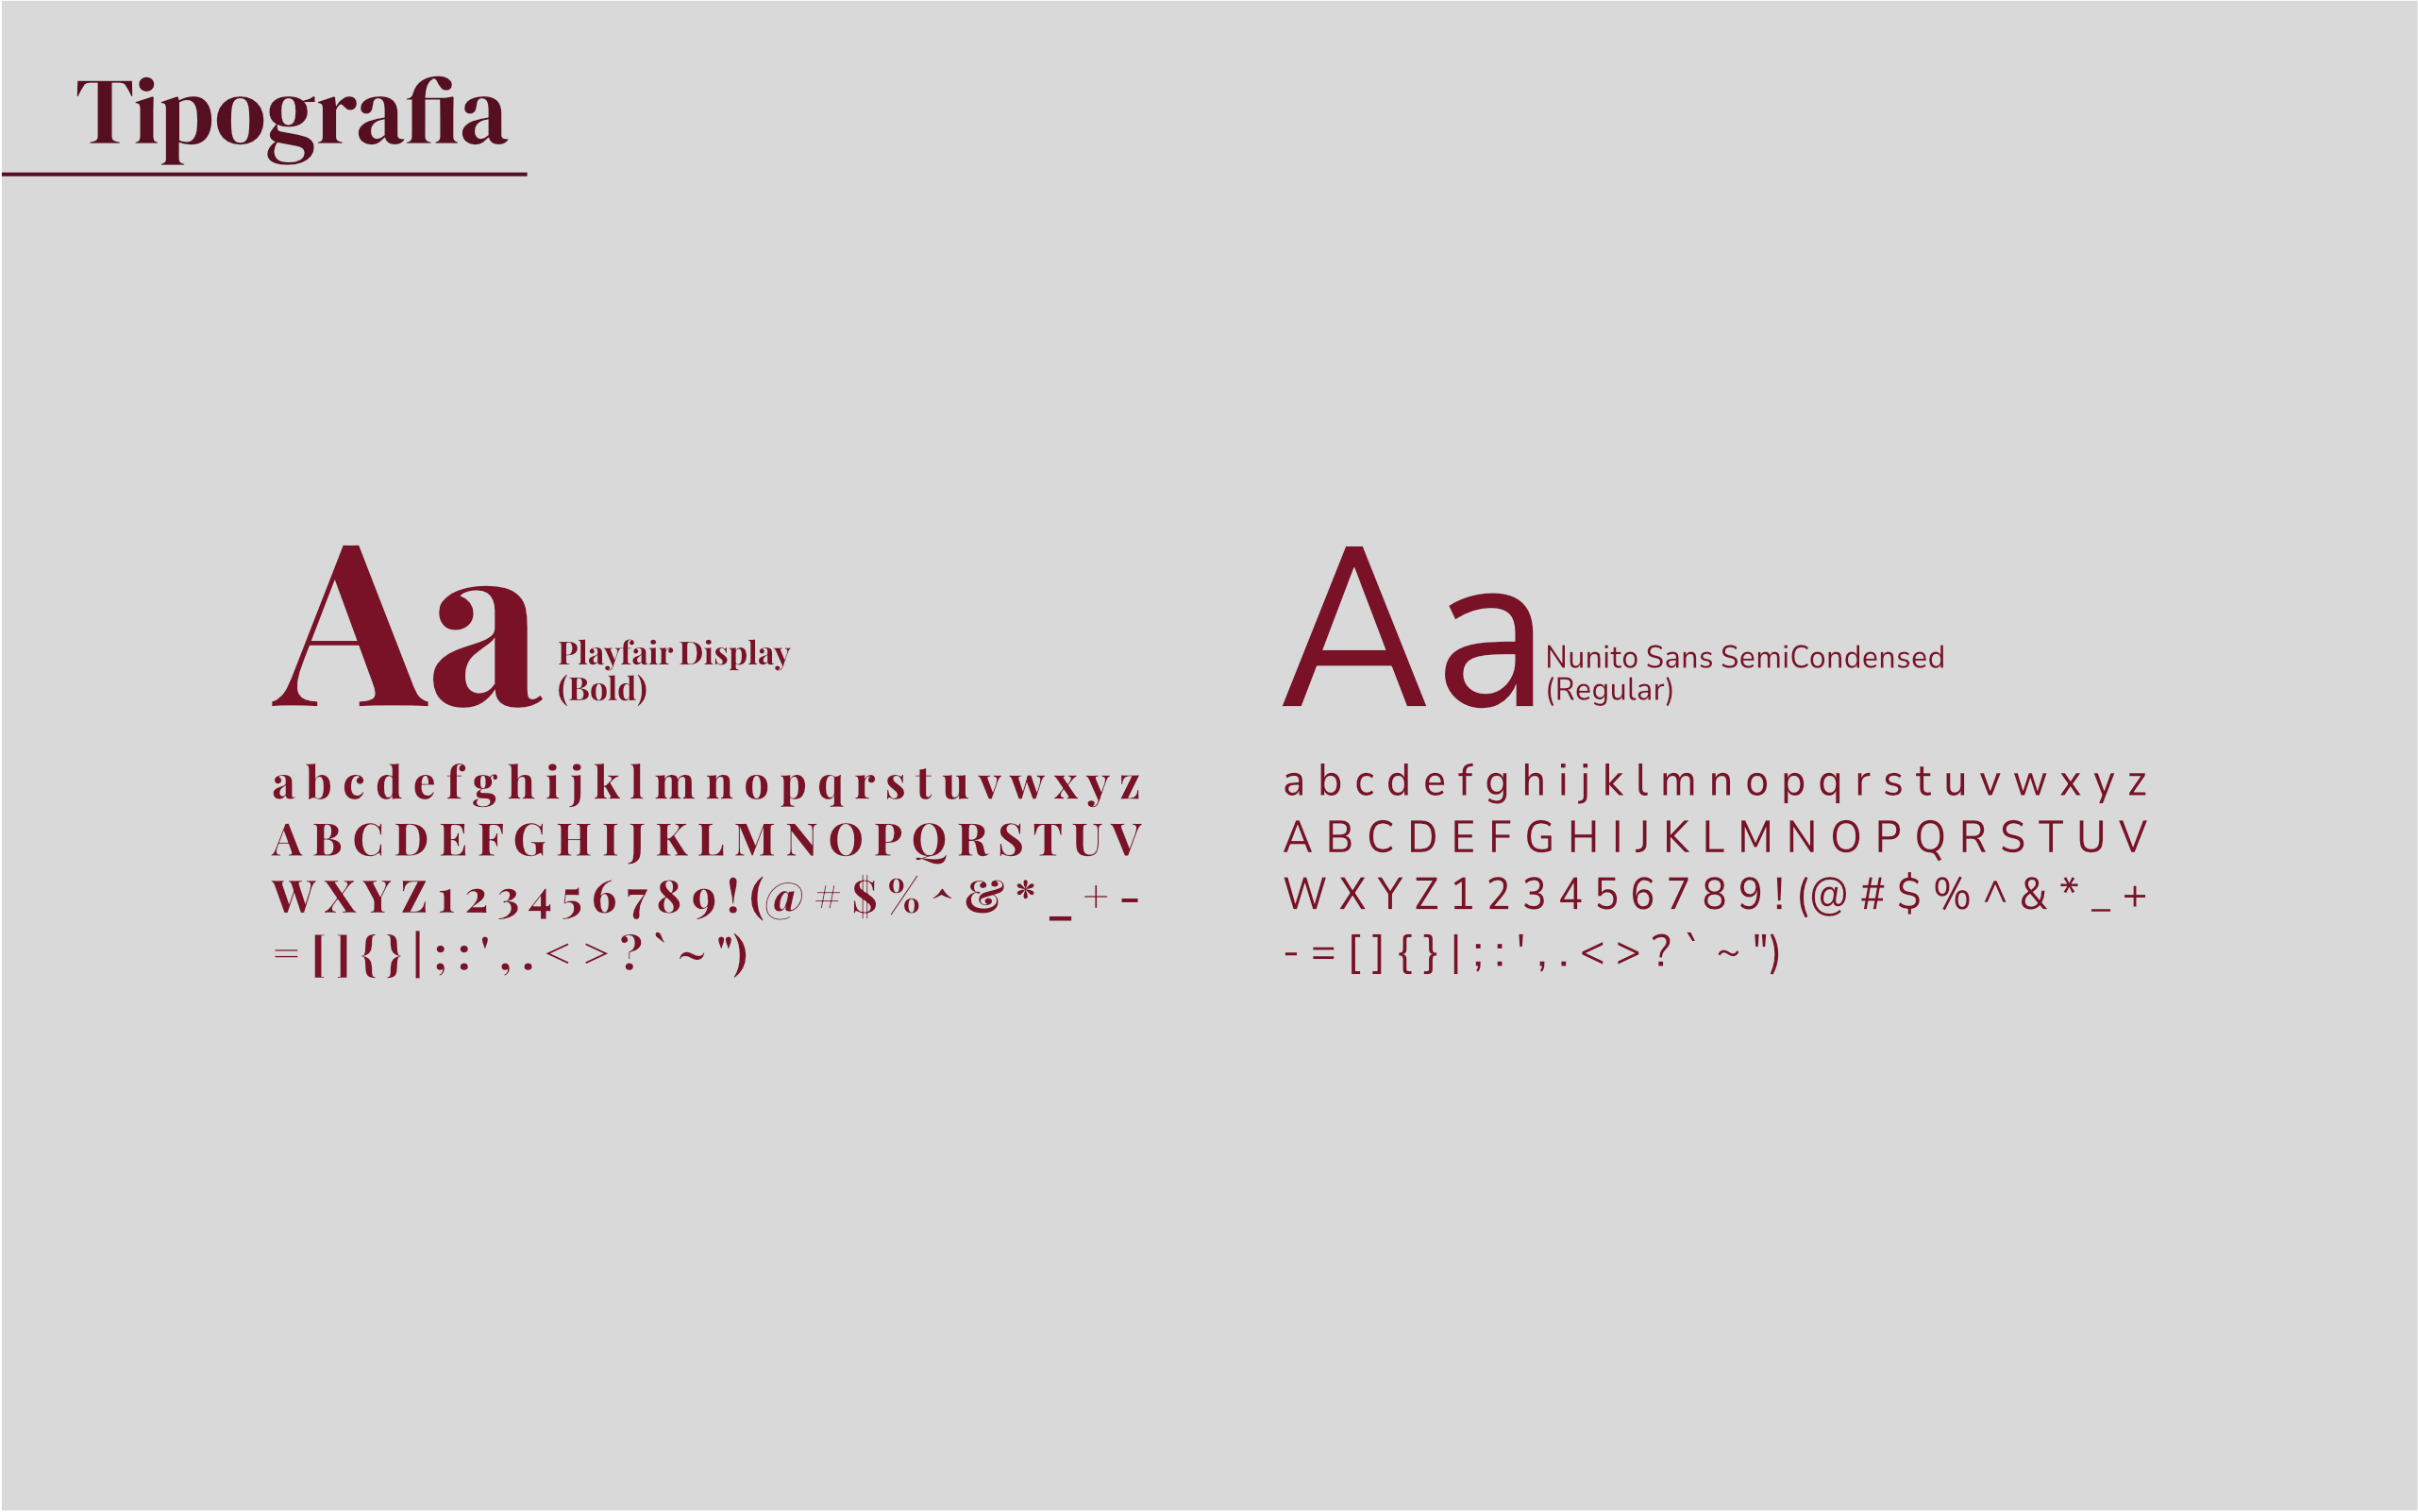 Tipografia
Aa
Playfair Display
(Bold)
a b c d e f g h i j k l m n o p q r s t u v w x y z
A B C D E F G H I J K L M N O P Q R S T U V
W X Y Z 1 2 3 4 5 6 7 8 9 ! ( @ # $ % ^ & * _ + -
= [ ] { } | ; : ' , . < > ? ` ~ " )
Aa
Nunito Sans SemiCondensed
(Regular)
a b c d e f g h i j k l m n o p q r s t u v w x y z
A B C D E F G H I J K L M N O P Q R S T U V
W X Y Z 1 2 3 4 5 6 7 8 9 ! ( @ # $ % ^ & * _ +
- = [ ] { } | ; : ' , . < > ? ` ~ " )